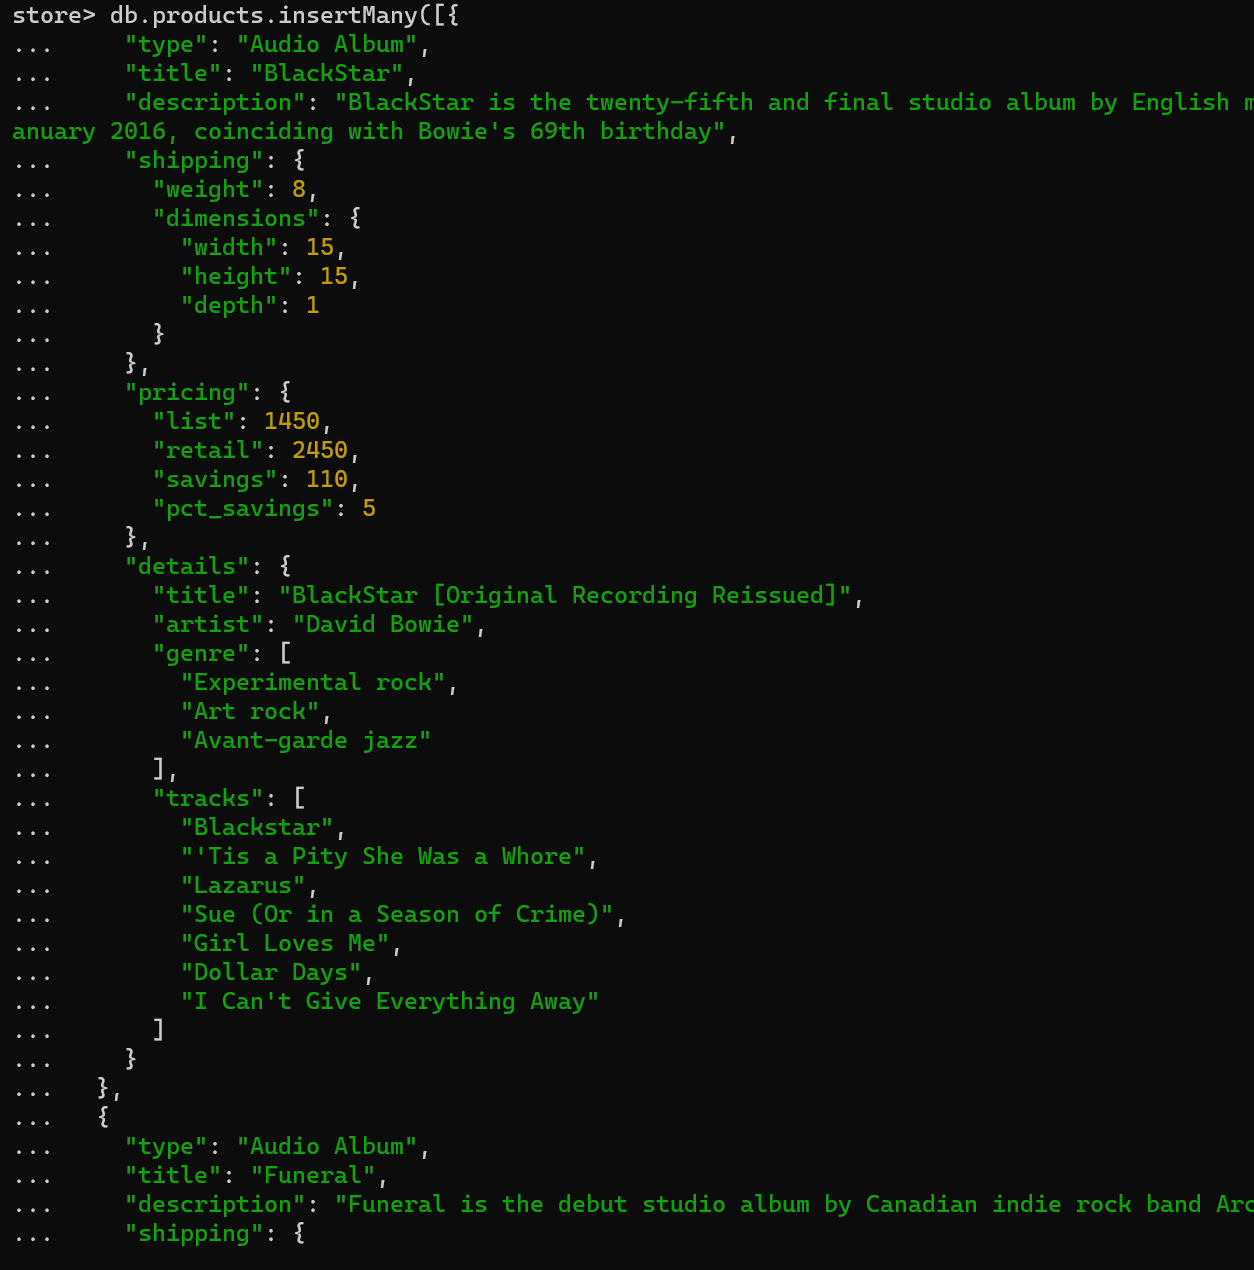 store> db.products.insertMany([{
...     "type": "Audio Album",
...     "title": "BlackStar",
...     "description": "BlackStar is the twenty-fifth and final studio album by English
anuary 2016, coinciding with Bowie's 69th birthday",
...     "shipping": {
...       "weight": 8,
...       "dimensions": {
...         "width": 15,
...         "height": 15,
...         "depth": 1
...       }
...     },
...     "pricing": {
...       "list": 1450,
...       "retail": 2450,
...       "savings": 110,
...       "pct_savings": 5
...     },
...     "details": {
...       "title": "BlackStar [Original Recording Reissued]",
...       "artist": "David Bowie",
...       "genre": [
...         "Experimental rock",
...         "Art rock",
...         "Avant-garde jazz"
...       ],
...       "tracks": [
...         "Blackstar",
...         "'Tis a Pity She Was a Whore",
...         "Lazarus",
...         "Sue (Or in a Season of Crime)",
...         "Girl Loves Me",
...         "Dollar Days",
...         "I Can't Give Everything Away"
...       ]
...     }
...   },
...   {
...     "type": "Audio Album",
...     "title": "Funeral",
...     "description": "Funeral is the debut studio album by Canadian indie rock band Arc
...     "shipping": {